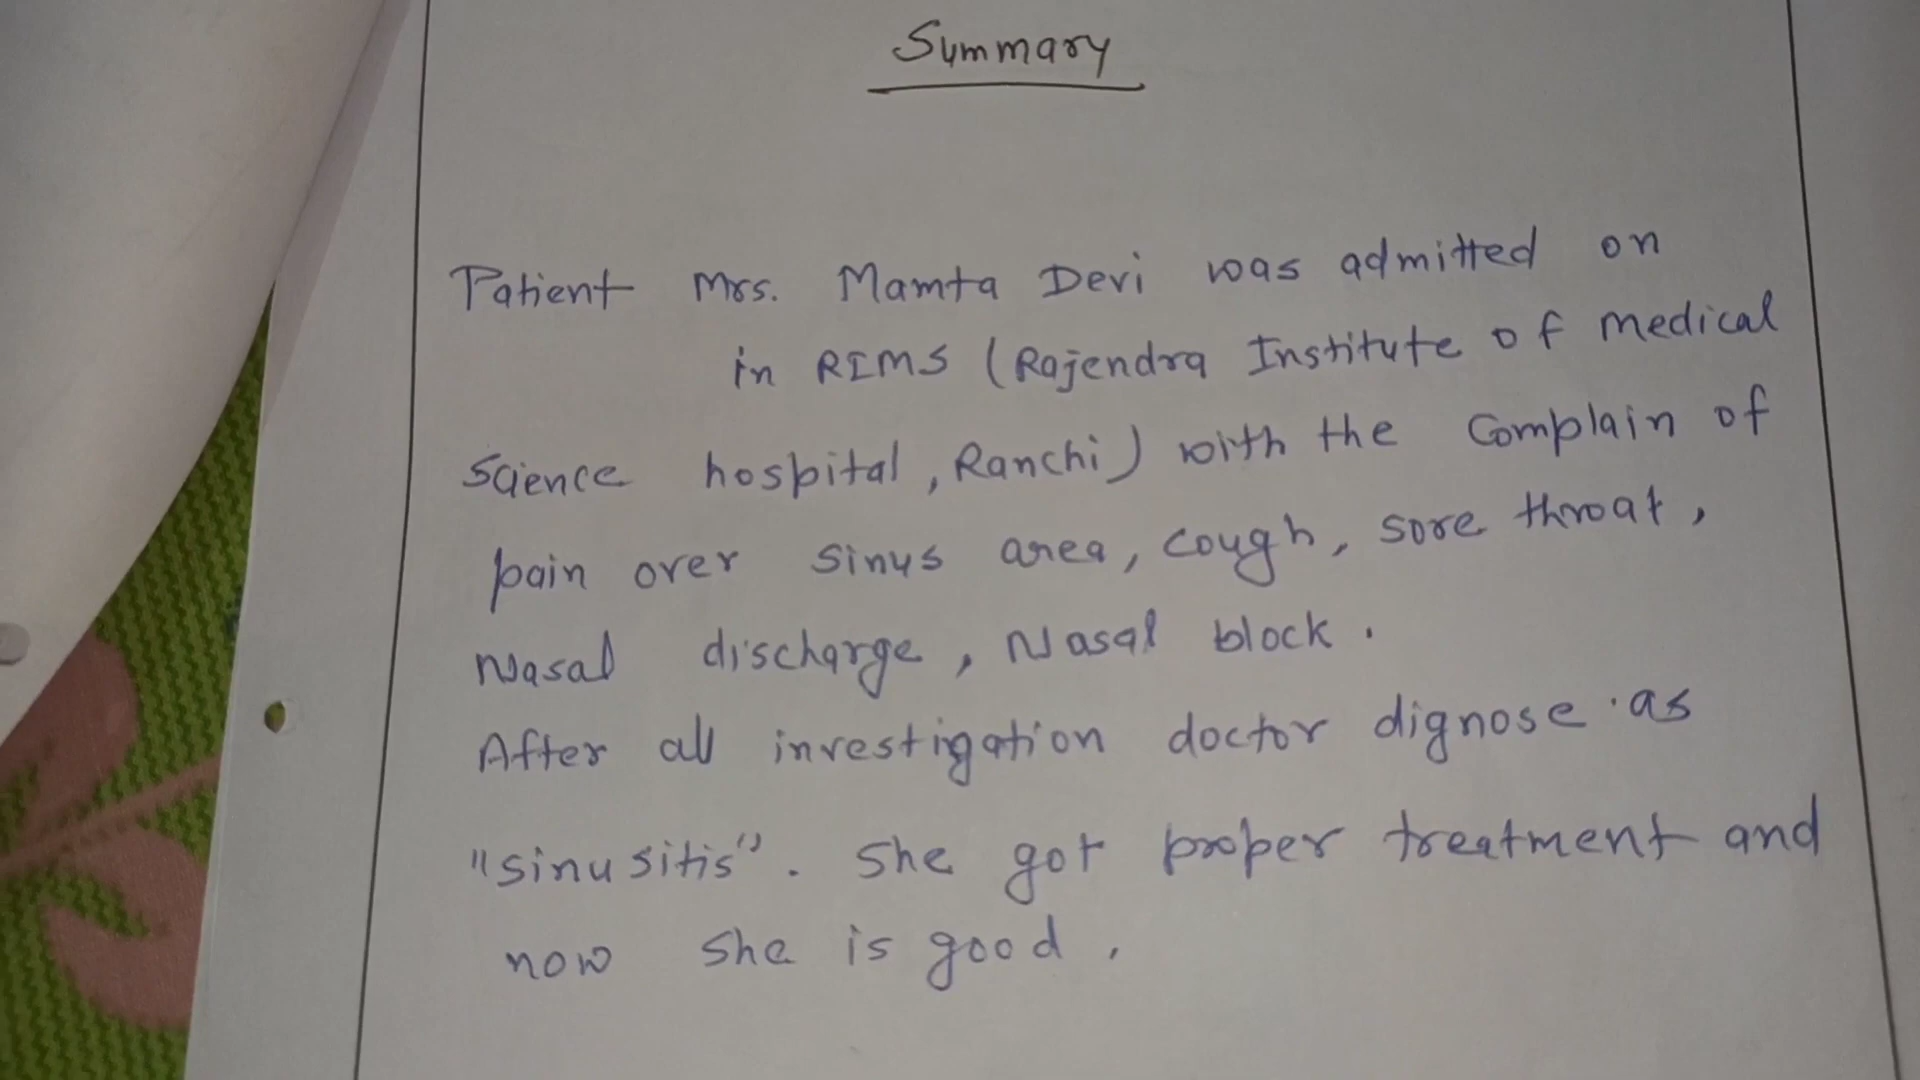 Summary
Patient Mrs. Mamta Devi was admitted on
in RIMS (Rajendra Institute of medical
Science hospital, Ranchi) with the Complain of
pain over sinus area, cough, sore throat,
Nasal discharge, Nasal block.
After all investigation doctor dignose as
"sinusitis". She got proper treatment and
now she is good.